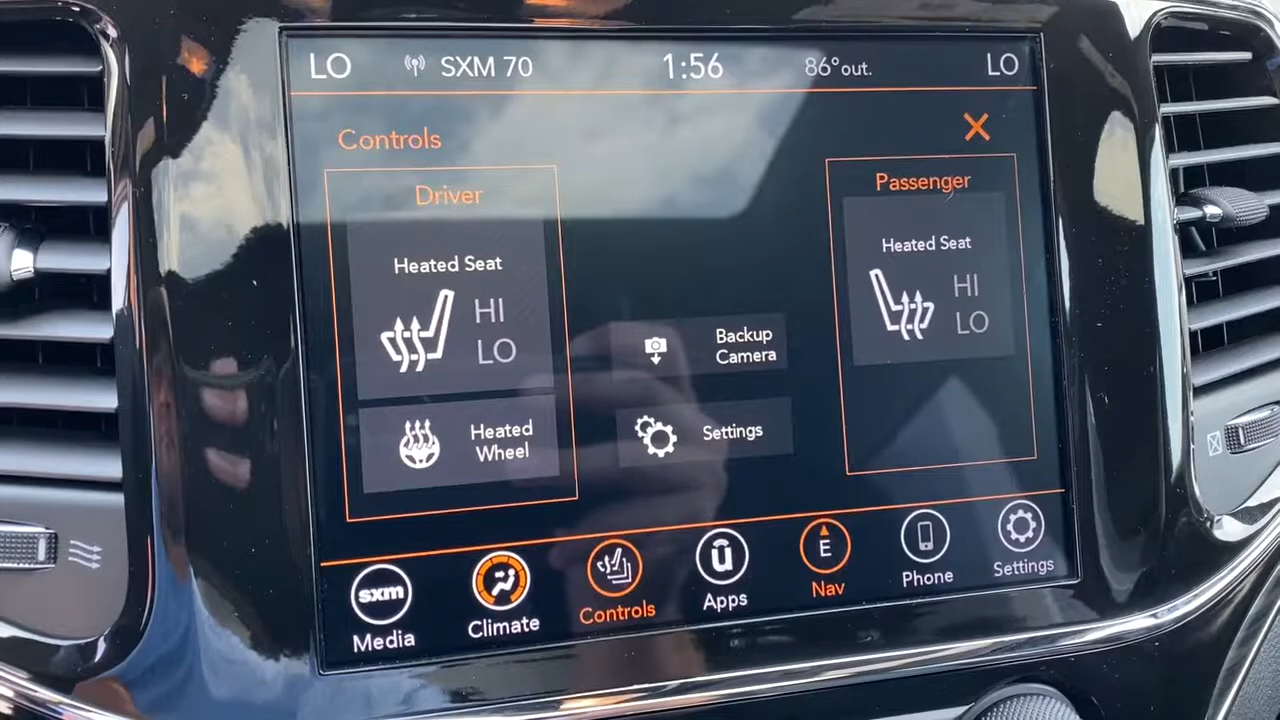 LO SXM 70 1:56 86°out. LO
Controls
Driver
Passenger
Heated Seat
HI
LO
Heated Seat
HI
LO
Backup
Camera
Heated
Wheel
Settings
sxm
Media
Climate
Controls
ū
Apps
E
Nav
Phone
Settings